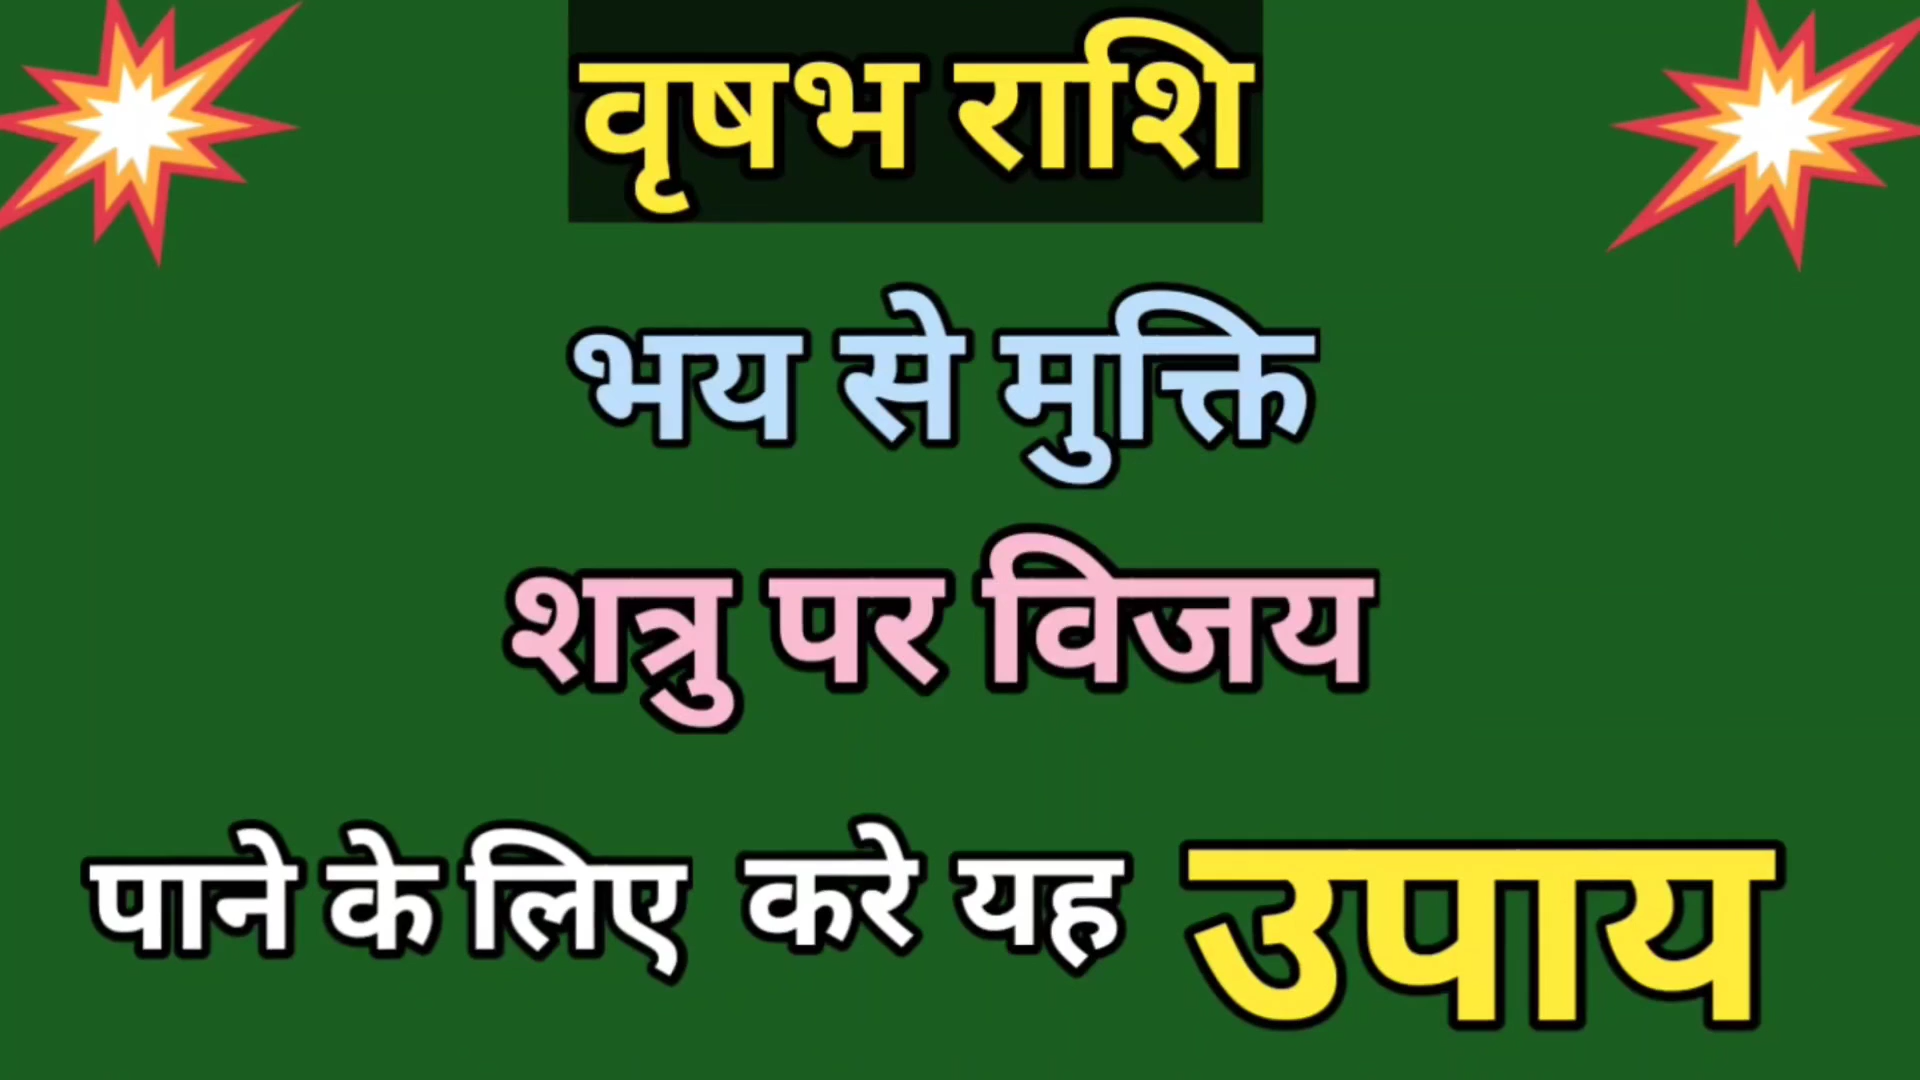 वृषभ राशि
भय से मुक्ति
शत्रु पर विजय
पाने के लिए करे यह उपाय